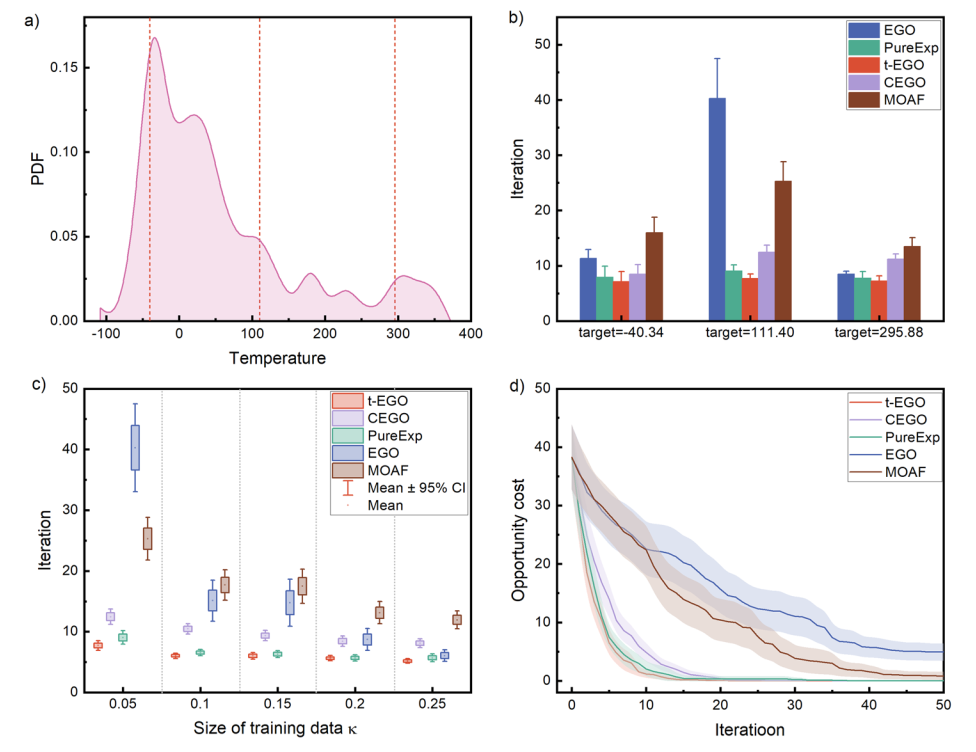 a)
PDF
0.15
0.10
0.05
0.00
-100
0
100
200
300
400
Temperature
b)
Iteration
50
40
30
20
10
0
EGO
PureExp
t-EGO
CEGO
MOAF
target=-40.34
target=111.40
target=295.88
c)
Iteration
50
40
30
20
10
0
t-EGO
CEGO
PureExp
EGO
MOAF
Mean ± 95% CI
Mean
0.05
0.1
0.15
0.2
0.25
Size of training data κ
d)
Opportunity cost
50
40
30
20
10
0
t-EGO
CEGO
PureExp
EGO
MOAF
0
10
20
30
40
50
Iteratioon